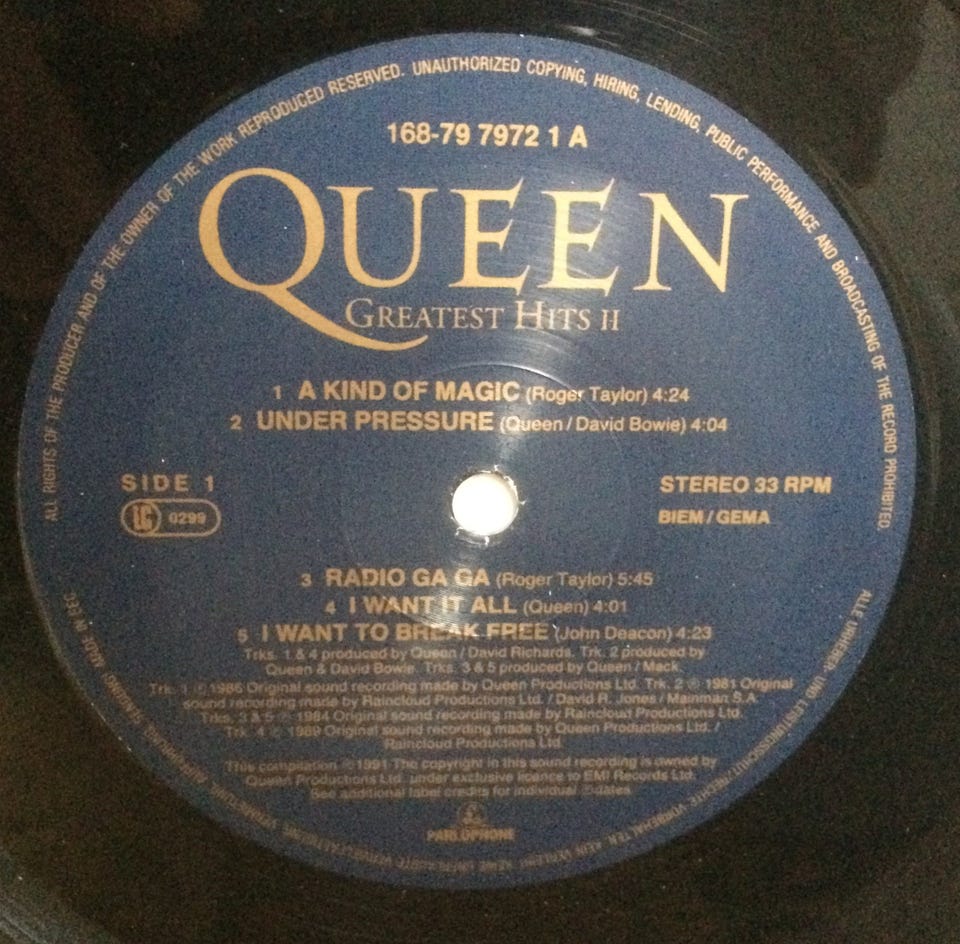 ALL RIGHTS OF THE PRODUCER AND OF THE OWNER OF THE WORK REPRODUCED RESERVED. UNAUTHORIZED COPYING, HIRING, LENDING, PUBLIC PERFORMANCE AND BROADCASTING OF THE RECORD PROHIBITED.
168-79 7972 1 A
QUEEN
GREATEST HITS II
1 A KIND OF MAGIC (Roger Taylor) 4:24
2 UNDER PRESSURE (Queen / David Bowie) 4:04
SIDE 1
STEREO 33 RPM
LC 0299
BIEM / GEMA
3 RADIO GA GA (Roger Taylor) 5:45
4 I WANT IT ALL (Queen) 4:01
5 I WANT TO BREAK FREE (John Deacon) 4:23
Trks. 1 & 4 produced by Queen / David Richards. Trk. 2 produced by
Queen & David Bowie. Trks. 3 & 5 produced by Queen / Mack.
Trk. 1 ℗ 1986 Original sound recording made by Queen Productions Ltd. Trk. 2 ℗ 1981 Original
sound recording made by Raincloud Productions Ltd. / David R. Jones / Mainman S.A.
Trks. 3 & 5 ℗ 1984 Original sound recording made by Raincloud Productions Ltd.
Trk. 4 ℗ 1989 Original sound recording made by Queen Productions Ltd. /
Raincloud Productions Ltd
This compilation ℗ 1991 The copyright in this sound recording is owned by
Queen Productions Ltd. under exclusive licence to EMI Records Ltd.
See additional label credits for individual ℗ dates
PARLOPHONE
MADE IN EEC
ALLE URHEBER- UND